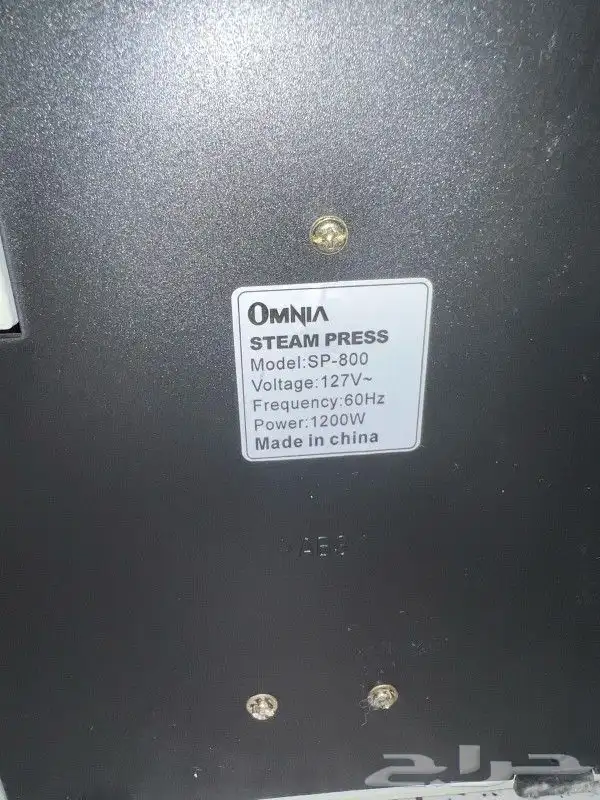 OMNIA
STEAM PRESS
Model:SP-800
Voltage:127V~
Frequency:60Hz
Power:1200W
Made in china
حراج